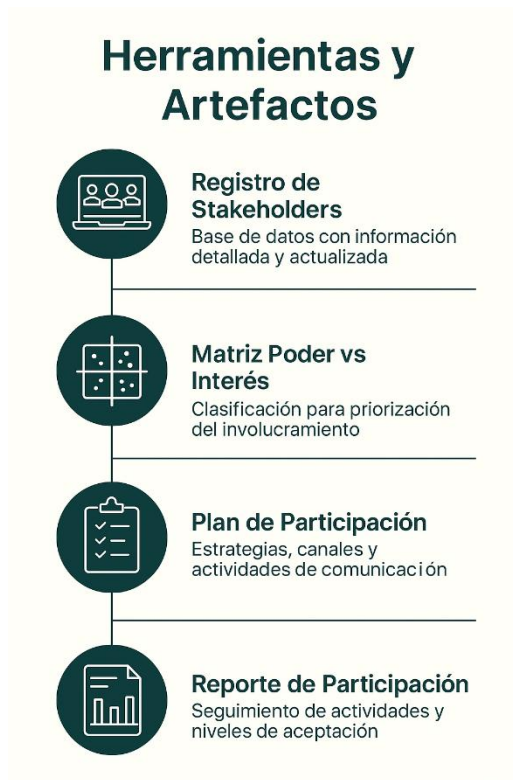 Herramientas y
Artefactos
Registro de
Stakeholders
Base de datos con información
detallada y actualizada
Matriz Poder vs
Interés
Clasificación para priorización
del involucramiento
Plan de Participación
Estrategias, canales y
actividades de comunicación
Reporte de Participación
Seguimiento de actividades y
niveles de aceptación